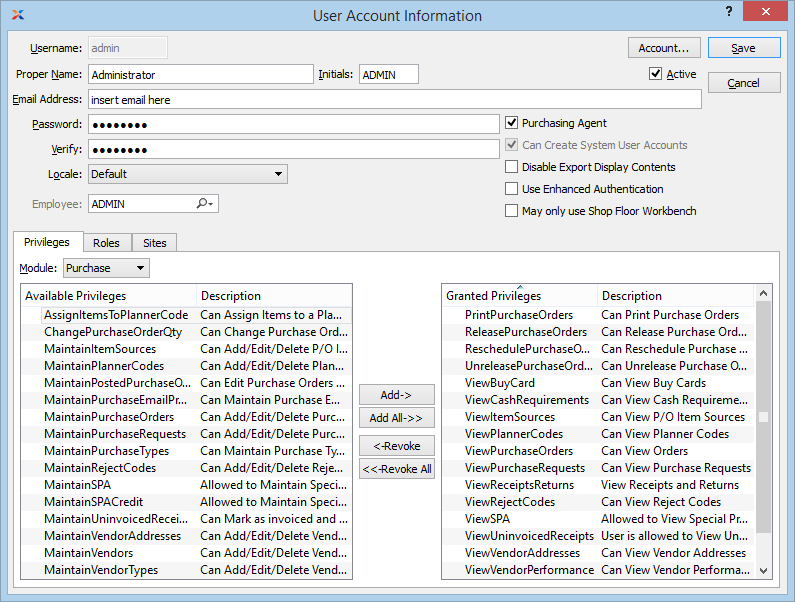 User Account Information
?
Username: admin
Account...
Save
Proper Name: Administrator
Initials: ADMIN
Active
Cancel
Email Address: insert email here
Password: ●●●●●●●●
Purchasing Agent
Can Create System User Accounts
Verify: ●●●●●●●●
Disable Export Display Contents
Locale: Default
Use Enhanced Authentication
Employee: ADMIN
May only use Shop Floor Workbench
Privileges Roles Sites
Module: Purchase
Available Privileges Description
AssignItemsToPlannerCode Can Assign Items to a Pla...
ChangePurchaseOrderQty Can Change Purchase Ord...
MaintainItemSources Can Add/Edit/Delete P/O I...
MaintainPlannerCodes Can Add/Edit/Delete Plan...
MaintainPostedPurchaseO... Can Edit Purchase Orders ...
MaintainPurchaseEmailPr... Can Maintain Purchase E...
MaintainPurchaseOrders Can Add/Edit/Delete Purc...
MaintainPurchaseRequests Can Add/Edit/Delete Purc...
MaintainPurchaseTypes Can Maintain Purchase Ty...
MaintainRejectCodes Can Add/Edit/Delete Reje...
MaintainSPA Allowed to Maintain Speci...
MaintainSPACredit Allowed to Maintain Speci...
MaintainUninvoicedRecei... Can Mark as invoiced and ...
MaintainVendorAddresses Can Add/Edit/Delete Vend...
MaintainVendors Can Add/Edit/Delete Vend...
MaintainVendorTypes Can Add/Edit/Delete Vend...
Add->
Add All->>
<-Revoke
<<-Revoke All
Granted Privileges Description
PrintPurchaseOrders Can Print Purchase Orders
ReleasePurchaseOrders Can Release Purchase Ord...
ReschedulePurchaseO... Can Reschedule Purchase ...
UnreleasePurchaseOrd... Can Unrelease Purchase O...
ViewBuyCard Can View Buy Cards
ViewCashRequirements Can View Cash Requireme...
ViewItemSources Can View P/O Item Sources
ViewPlannerCodes Can View Planner Codes
ViewPurchaseOrders Can View Orders
ViewPurchaseRequests Can View Purchase Requests
ViewReceiptsReturns View Receipts and Returns
ViewRejectCodes Can View Reject Codes
ViewSPA Allowed to View Special Pr...
ViewUninvoicedReceipts User is allowed to View Un...
ViewVendorAddresses Can View Vendor Addresses
ViewVendorPerformance Can View Vendor Performa...